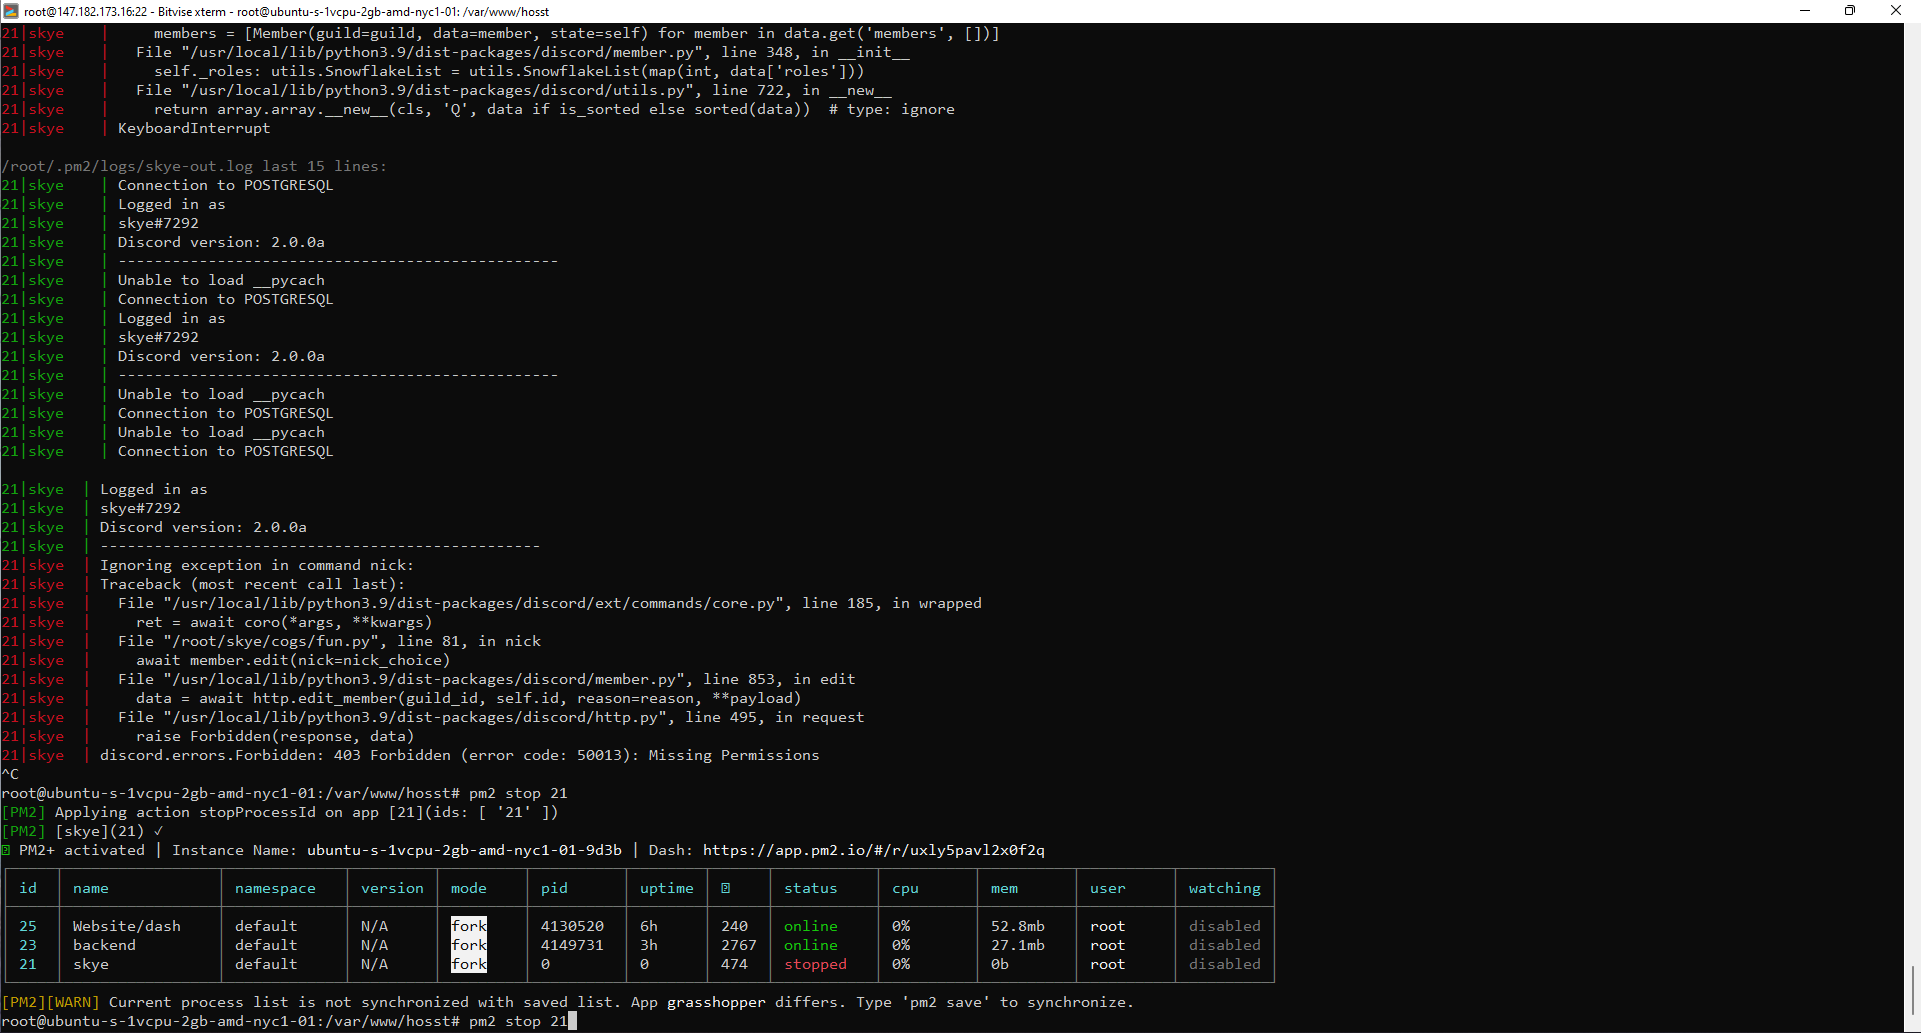 root@147.182.173.16:22 - Bitvise xterm - root@ubuntu-s-1vcpu-2gb-amd-nyc1-01: /var/www/hosst
21|skye     |     members = [Member(guild=guild, data=member, state=self) for member in data.get('members', [])]
21|skye     |   File "/usr/local/lib/python3.9/dist-packages/discord/member.py", line 348, in __init__
21|skye     |     self._roles: utils.SnowflakeList = utils.SnowflakeList(map(int, data['roles']))
21|skye     |   File "/usr/local/lib/python3.9/dist-packages/discord/utils.py", line 722, in __new__
21|skye     |     return array.array.__new__(cls, 'Q', data if is_sorted else sorted(data))  # type: ignore
21|skye     | KeyboardInterrupt
/root/.pm2/logs/skye-out.log last 15 lines:
21|skye     | Connection to POSTGRESQL
21|skye     | Logged in as
21|skye     | skye#7292
21|skye     | Discord version: 2.0.0a
21|skye     | -------------------------------------------------
21|skye     | Unable to load __pycach
21|skye     | Connection to POSTGRESQL
21|skye     | Logged in as
21|skye     | skye#7292
21|skye     | Discord version: 2.0.0a
21|skye     | -------------------------------------------------
21|skye     | Unable to load __pycach
21|skye     | Connection to POSTGRESQL
21|skye     | Unable to load __pycach
21|skye     | Connection to POSTGRESQL
21|skye  | Logged in as
21|skye  | skye#7292
21|skye  | Discord version: 2.0.0a
21|skye  | -------------------------------------------------
21|skye  | Ignoring exception in command nick:
21|skye  | Traceback (most recent call last):
21|skye  |   File "/usr/local/lib/python3.9/dist-packages/discord/ext/commands/core.py", line 185, in wrapped
21|skye  |     ret = await coro(*args, **kwargs)
21|skye  |   File "/root/skye/cogs/fun.py", line 81, in nick
21|skye  |     await member.edit(nick=nick_choice)
21|skye  |   File "/usr/local/lib/python3.9/dist-packages/discord/member.py", line 853, in edit
21|skye  |     data = await http.edit_member(guild_id, self.id, reason=reason, **payload)
21|skye  |   File "/usr/local/lib/python3.9/dist-packages/discord/http.py", line 495, in request
21|skye  |     raise Forbidden(response, data)
21|skye  | discord.errors.Forbidden: 403 Forbidden (error code: 50013): Missing Permissions
^C
root@ubuntu-s-1vcpu-2gb-amd-nyc1-01:/var/www/hosst# pm2 stop 21
[PM2] Applying action stopProcessId on app [21](ids: [ '21' ])
[PM2] [skye](21) ✓
PM2+ activated | Instance Name: ubuntu-s-1vcpu-2gb-amd-nyc1-01-9d3b | Dash: https://app.pm2.io/#/r/uxly5pavl2x0f2q
id │ name │ namespace │ version │ mode │ pid │ uptime │ │ status │ cpu │ mem │ user │ watching
25 │ Website/dash │ default │ N/A │ fork │ 4130520 │ 6h │ 240 │ online │ 0% │ 52.8mb │ root │ disabled
23 │ backend │ default │ N/A │ fork │ 4149731 │ 3h │ 2767 │ online │ 0% │ 27.1mb │ root │ disabled
21 │ skye │ default │ N/A │ fork │ 0 │ 0 │ 474 │ stopped │ 0% │ 0b │ root │ disabled
[PM2][WARN] Current process list is not synchronized with saved list. App grasshopper differs. Type 'pm2 save' to synchronize.
root@ubuntu-s-1vcpu-2gb-amd-nyc1-01:/var/www/hosst# pm2 stop 21